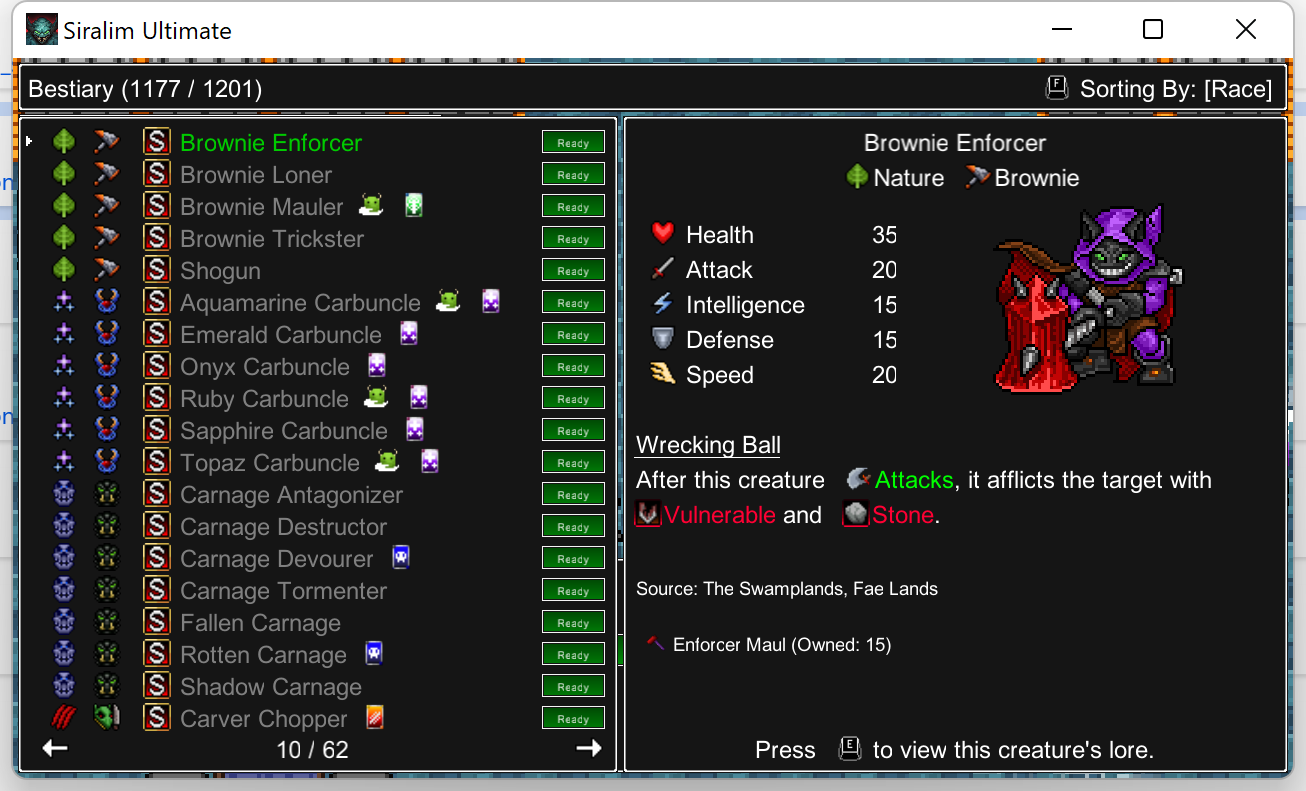 Siralim Ultimate
Bestiary (1177 / 1201)
F Sorting By: [Race]
S Brownie Enforcer Ready
S Brownie Loner Ready
S Brownie Mauler Ready
S Brownie Trickster Ready
S Shogun Ready
S Aquamarine Carbuncle Ready
S Emerald Carbuncle Ready
S Onyx Carbuncle Ready
S Ruby Carbuncle Ready
S Sapphire Carbuncle Ready
S Topaz Carbuncle Ready
S Carnage Antagonizer Ready
S Carnage Destructor Ready
S Carnage Devourer Ready
S Carnage Tormenter Ready
S Fallen Carnage Ready
S Rotten Carnage Ready
S Shadow Carnage Ready
S Carver Chopper Ready
10 / 62
Brownie Enforcer
Nature Brownie
Health 35
Attack 20
Intelligence 15
Defense 15
Speed 20
Wrecking Ball
After this creature Attacks, it afflicts the target with
Vulnerable and Stone.
Source: The Swamplands, Fae Lands
Enforcer Maul (Owned: 15)
Press E to view this creature's lore.